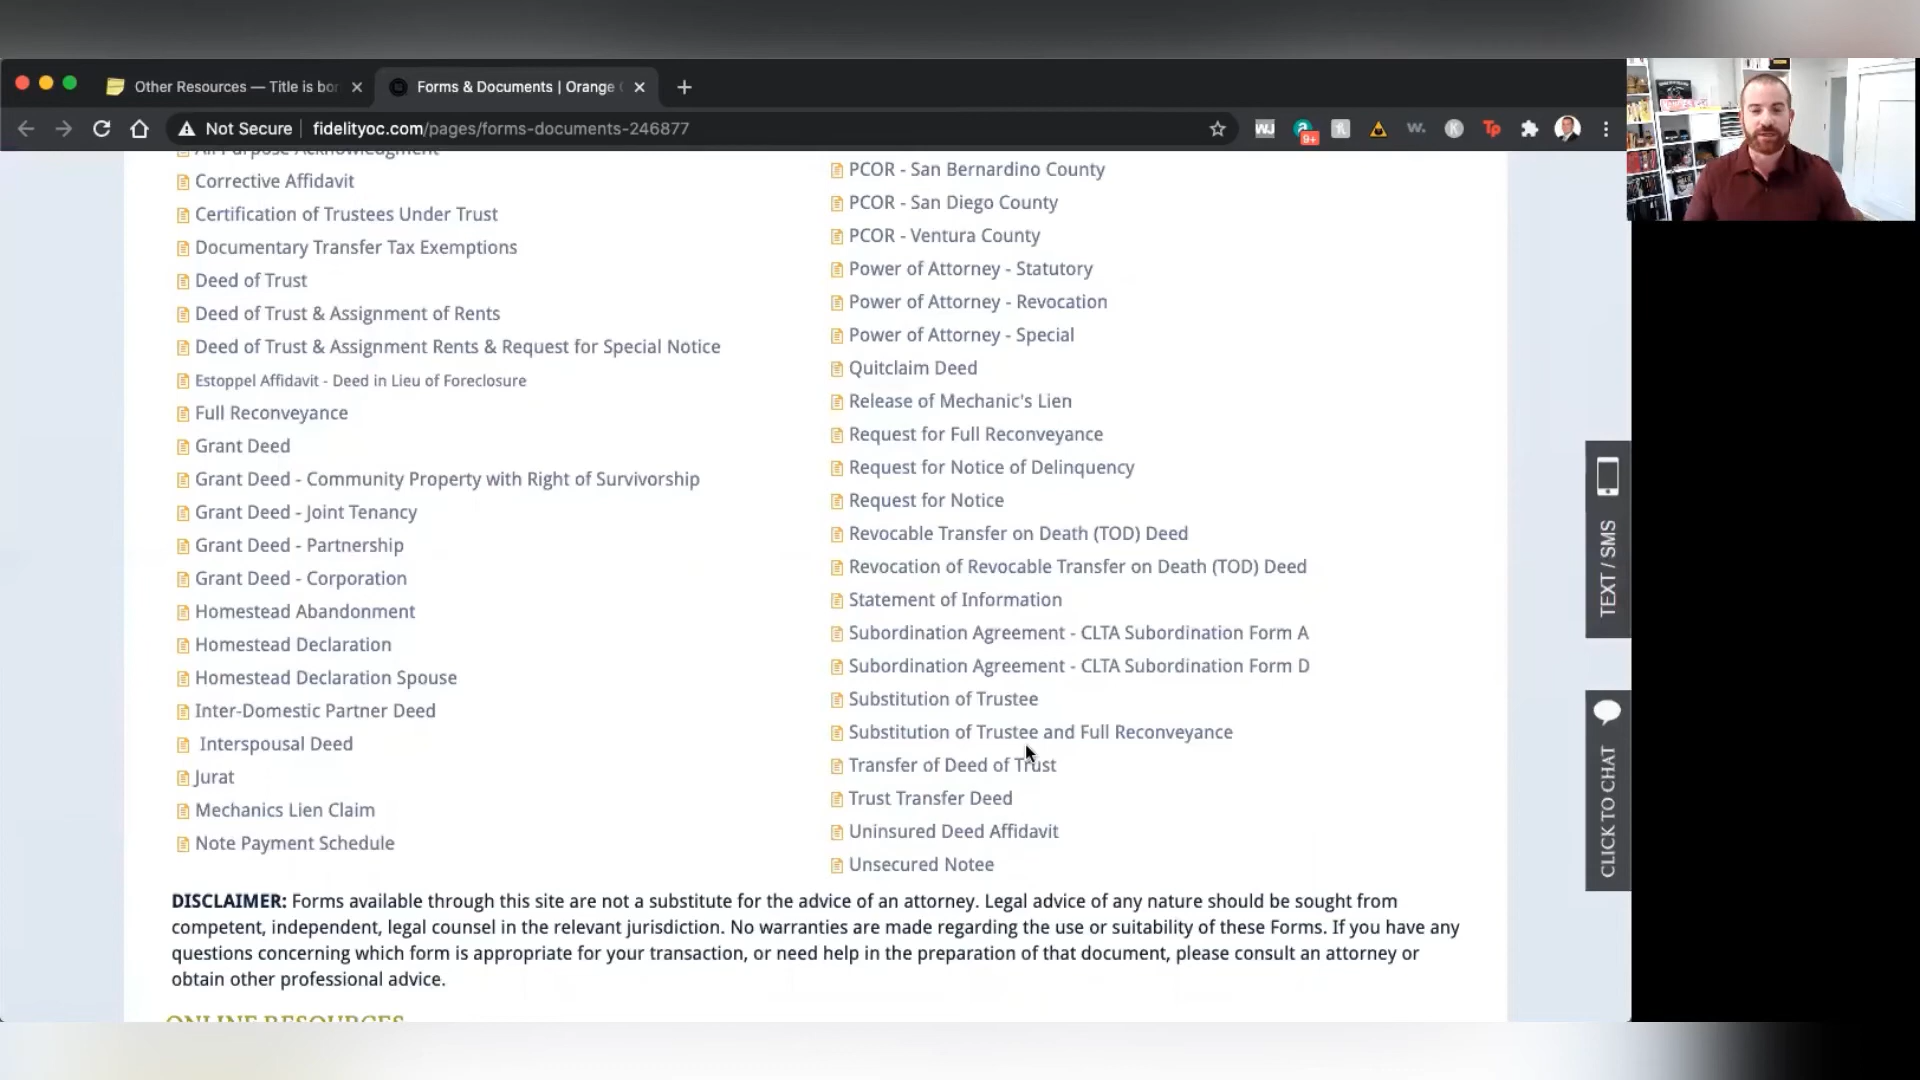 Other Resources — Title is bor
Forms & Documents | Orange
Not Secure
fidelityoc.com/pages/forms-documents-246877
9+
All Purpose Acknowledgment
Corrective Affidavit
Certification of Trustees Under Trust
Documentary Transfer Tax Exemptions
Deed of Trust
Deed of Trust & Assignment of Rents
Deed of Trust & Assignment Rents & Request for Special Notice
Estoppel Affidavit - Deed in Lieu of Foreclosure
Full Reconveyance
Grant Deed
Grant Deed - Community Property with Right of Survivorship
Grant Deed - Joint Tenancy
Grant Deed - Partnership
Grant Deed - Corporation
Homestead Abandonment
Homestead Declaration
Homestead Declaration Spouse
Inter-Domestic Partner Deed
Interspousal Deed
Jurat
Mechanics Lien Claim
Note Payment Schedule
PCOR - San Bernardino County
PCOR - San Diego County
PCOR - Ventura County
Power of Attorney - Statutory
Power of Attorney - Revocation
Power of Attorney - Special
Quitclaim Deed
Release of Mechanic's Lien
Request for Full Reconveyance
Request for Notice of Delinquency
Request for Notice
Revocable Transfer on Death (TOD) Deed
Revocation of Revocable Transfer on Death (TOD) Deed
Statement of Information
Subordination Agreement - CLTA Subordination Form A
Subordination Agreement - CLTA Subordination Form D
Substitution of Trustee
Substitution of Trustee and Full Reconveyance
Transfer of Deed of Trust
Trust Transfer Deed
Uninsured Deed Affidavit
Unsecured Notee
DISCLAIMER: Forms available through this site are not a substitute for the advice of an attorney. Legal advice of any nature should be sought from
competent, independent, legal counsel in the relevant jurisdiction. No warranties are made regarding the use or suitability of these Forms. If you have any
questions concerning which form is appropriate for your transaction, or need help in the preparation of that document, please consult an attorney or
obtain other professional advice.
ONLINE RESOURCES
TEXT / SMS
CLICK TO CHAT